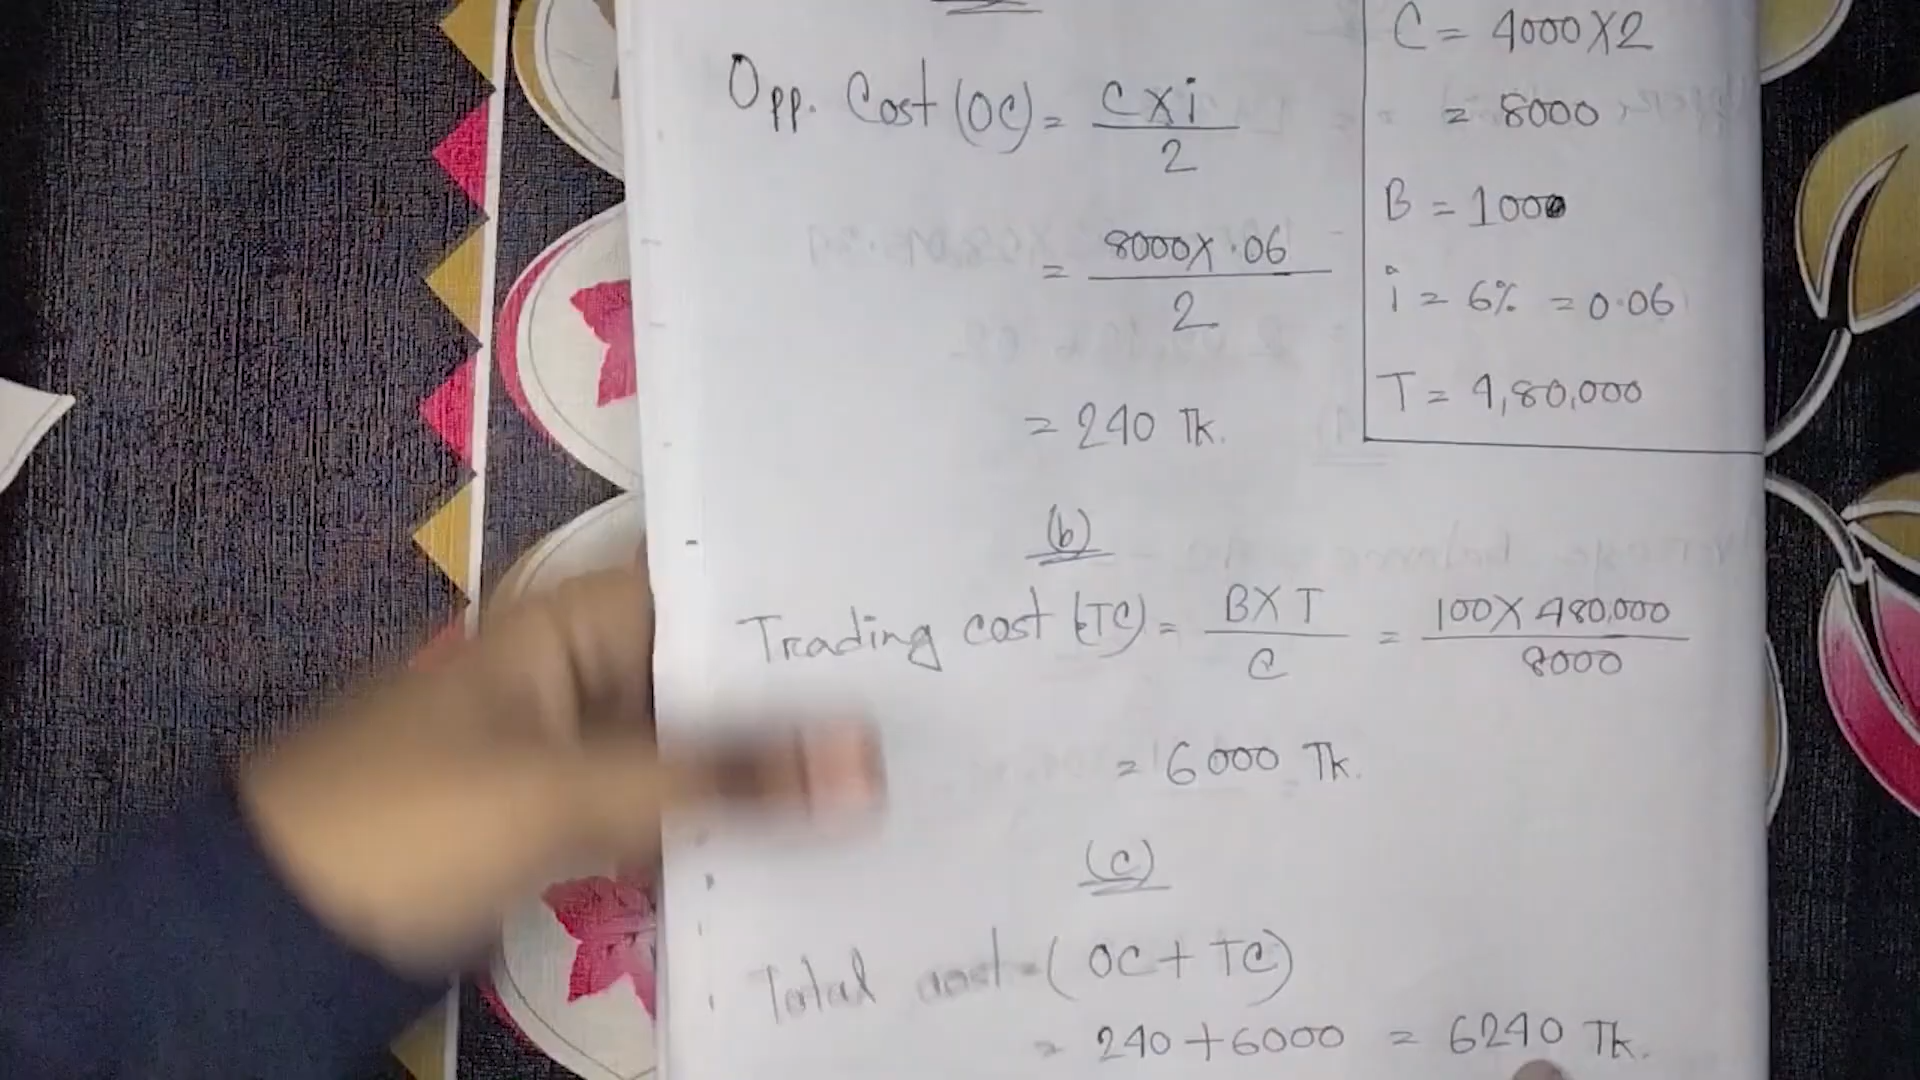 Opp. Cost (OC) = C X i / 2
= 8000 X .06 / 2
= 240 Tk.
C = 4000 X 2
= 8000
B = 1000
i = 6% = 0.06
T = 4,80,000
(b)
Trading cost (TC) = B X T / C = 100 X 480,000 / 8000
= 6000 Tk.
(c)
Total cost = (OC + TC)
= 240 + 6000 = 6240 Tk.